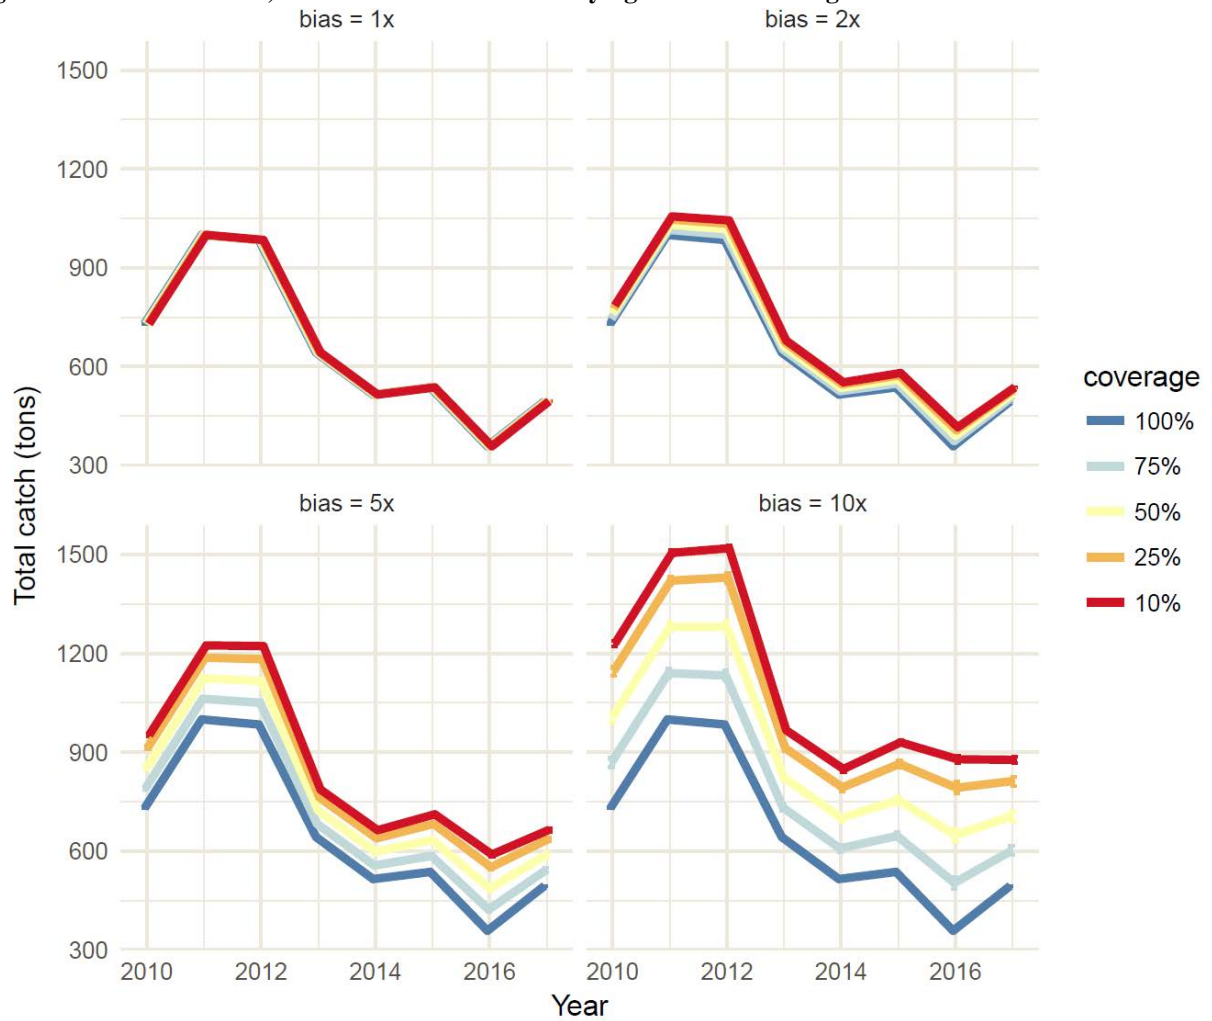 bias = 1x
bias = 2x
1500
1200
900
600
300
bias = 5x
bias = 10x
1500
1200
900
600
300
2010 2012 2014 2016
2010 2012 2014 2016
Total catch (tons)
Year
coverage
100%
75%
50%
25%
10%